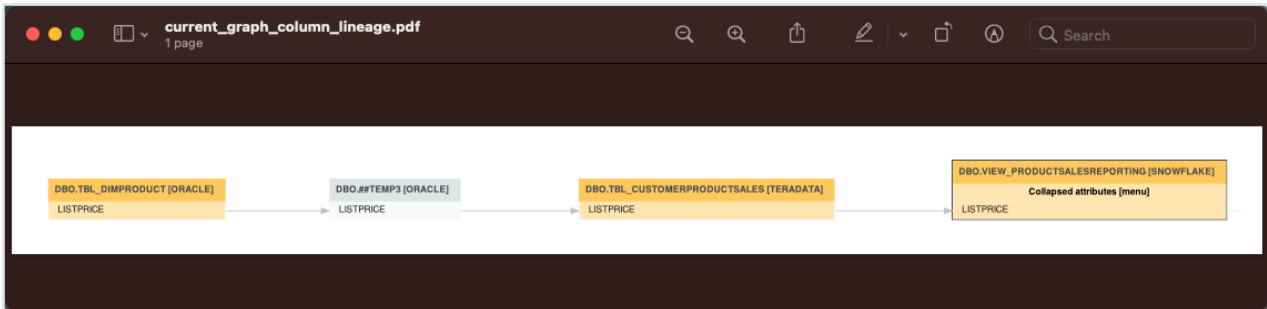 current_graph_column_lineage.pdf
1 page
Search
DBO.TBL_DIMPRODUCT [ORACLE]
LISTPRICE
DBO.##TEMP3 [ORACLE]
LISTPRICE
DBO.TBL_CUSTOMERPRODUCTSALES [TERADATA]
LISTPRICE
DBO.VIEW_PRODUCTSALESREPORTING [SNOWFLAKE]
Collapsed attributes [menu]
LISTPRICE